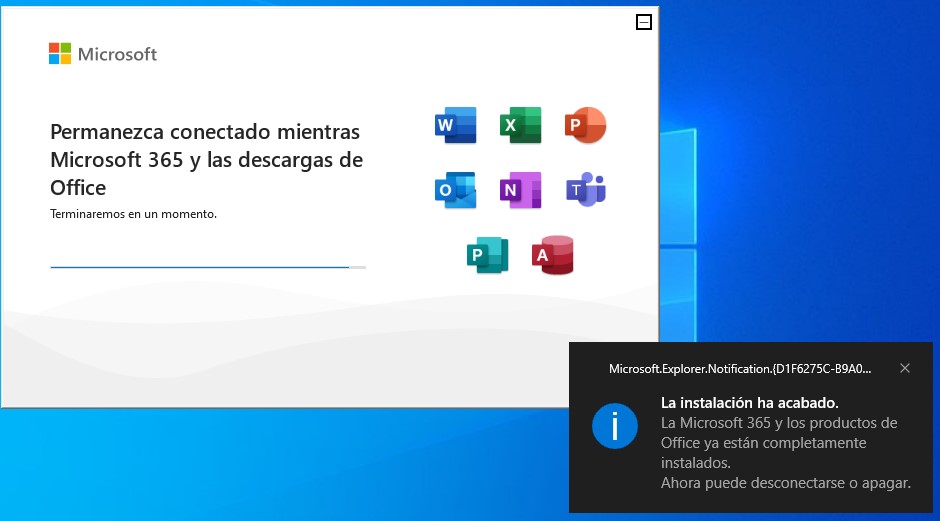 Microsoft
Permanezca conectado mientras
Microsoft 365 y las descargas de
Office
Terminaremos en un momento.
W
X
P
O
N
T
P
A
Microsoft.Explorer.Notification.{D1F6275C-B9A0...
La instalación ha acabado.
La Microsoft 365 y los productos de
Office ya están completamente
instalados.
Ahora puede desconectarse o apagar.